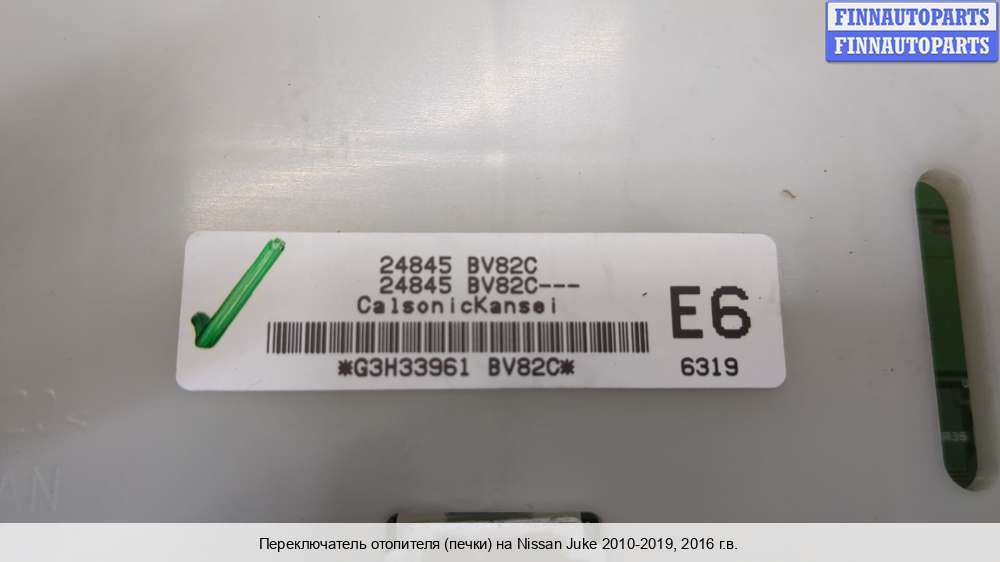 FINNAUTOPARTS
FINNAUTOPARTS
24845 BV82C
24845 BV82C---
CalsonicKansei
*G3H33961 BV82C*
E6
6319
Переключатель отопителя (печки) на Nissan Juke 2010-2019, 2016 г.в.